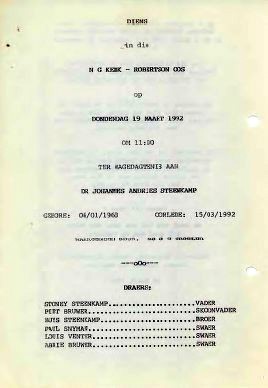 DIENS
in die
N G KERK - ROBERTSON OOS
op
DONDERDAG 19 MAART 1992
OM 11:00
TER NAGEDAGTENIS AAN
DR JOHANNES ANDRIES STEENKAMP
GEBORE: 04/01/1963 OORLEDE: 15/03/1992
---oOo---
DRAERS:
STONEY STEENKAMP....................VADER
PIET BRUWER.........................SKOONVADER
BUYS STEENKAMP......................BROER
PAUL SNYMAN.........................SWAER
LOUIS VENTER........................SWAER
ABRIE BRUWER........................SWAER